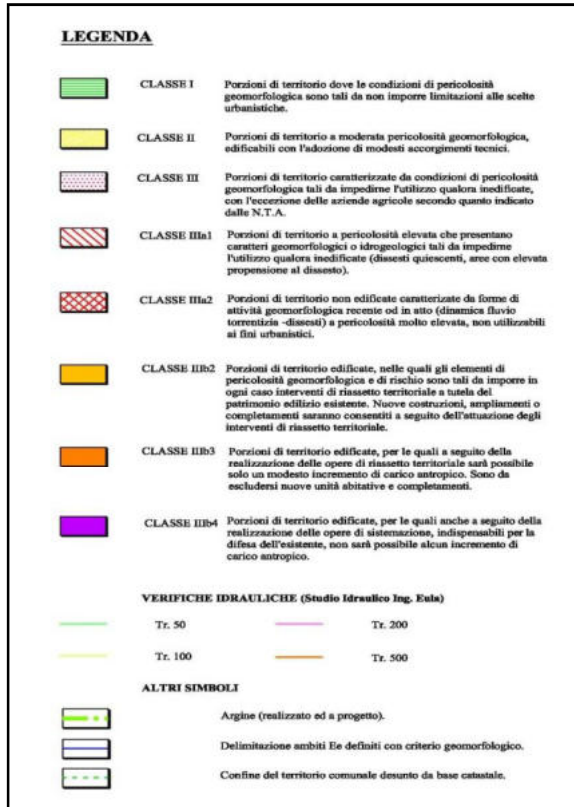 LEGENDA
CLASSE I
Porzioni di territorio dove le condizioni di pericolosità
geomorfologica sono tali da non imporre limitazioni alle scelte
urbanistiche.
CLASSE II
Porzioni di territorio a moderata pericolosità geomorfologica,
edificabili con l'adozione di modesti accorgimenti tecnici.
CLASSE III
Porzioni di territorio caratterizzate da condizioni di pericolosità
geomorfologica tali da impedirne l'utilizzo qualora inedificate,
con l'eccezione delle aziende agricole secondo quanto indicato
dalle N.T.A.
CLASSE IIIa1
Porzioni di territorio a pericolosità elevata che presentano
caratteri geomorfologici o idrogeologici tali da impedirne
l'utilizzo qualora inedificate (dissesti quiescenti, aree con elevata
propensione al dissesto).
CLASSE IIIa2
Porzioni di territorio non edificate caratterizate da forme di
attività geomorfologica recente od in atto (dinamica fluvio
torrentizia -dissesti) a pericolosità molto elevata, non utilizzabili
ai fini urbanistici.
CLASSE IIIb2
Porzioni di territorio edificate, nelle quali gli elementi di
pericolosità geomorfologica e di rischio sono tali da imporre in
ogni caso interventi di riassetto territoriale a tutela del
patrimonio edilizio esistente. Nuove costruzioni, ampliamenti o
completamenti saranno consentiti a seguito dell'attuazione degli
interventi di riassetto territoriale.
CLASSE IIIb3
Porzioni di territorio edificate, per le quali a seguito della
realizzazione delle opere di riassetto territoriale sarà possibile
solo un modesto incremento di carico antropico. Sono da
escludersi nuove unità abitative e completamenti.
CLASSE IIIb4
Porzioni di territorio edificate, per le quali anche a seguito della
realizzazione delle opere di sistemazione, indispensabili per la
difesa dell'esistente, non sarà possibile alcun incremento di
carico antropico.
VERIFICHE IDRAULICHE (Studio Idraulico Ing. Eula)
Tr. 50
Tr. 200
Tr. 100
Tr. 500
ALTRI SIMBOLI
Argine (realizzato ed a progetto).
Delimitazione ambiti Ee definiti con criterio geomorfologico.
Confine del territorio comunale desunto da base catastale.